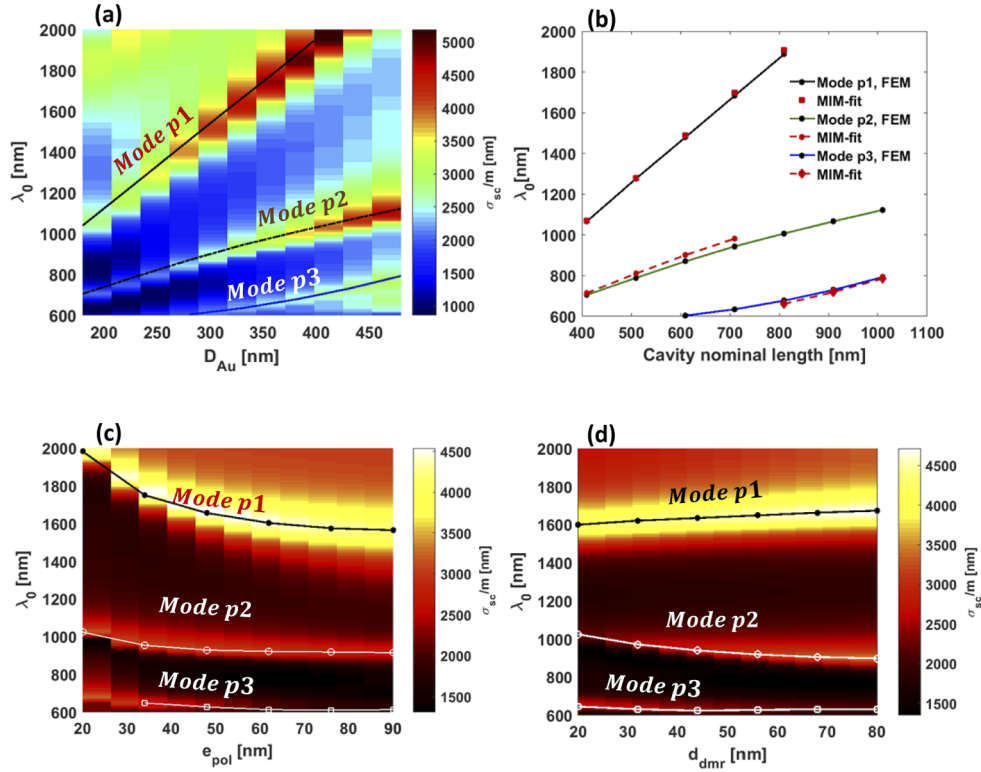 (a)
2000
1800
1600
1400
1200
1000
800
600
λ0 [nm]
Mode p1
Mode p2
Mode p3
200 250 300 350 400 450
DAu [nm]
5000
4500
4000
3500
3000
2500
2000
1500
1000
σsc/m [nm]
(b)
2000
1800
1600
1400
1200
1000
800
600
λ0[nm]
Mode p1, FEM
MIM-fit
Mode p2, FEM
MIM-fit
Mode p3, FEM
MIM-fit
400 500 600 700 800 900 1000 1100
Cavity nominal length [nm]
(c)
2000
1800
1600
1400
1200
1000
800
600
λ0 [nm]
Mode p1
Mode p2
Mode p3
20 30 40 50 60 70 80 90
epol [nm]
4500
4000
3500
3000
2500
2000
1500
σsc/m [nm]
(d)
2000
1800
1600
1400
1200
1000
800
600
λ0 [nm]
Mode p1
Mode p2
Mode p3
20 30 40 50 60 70 80
ddmr [nm]
4500
4000
3500
3000
2500
2000
1500
σsc/m [nm]